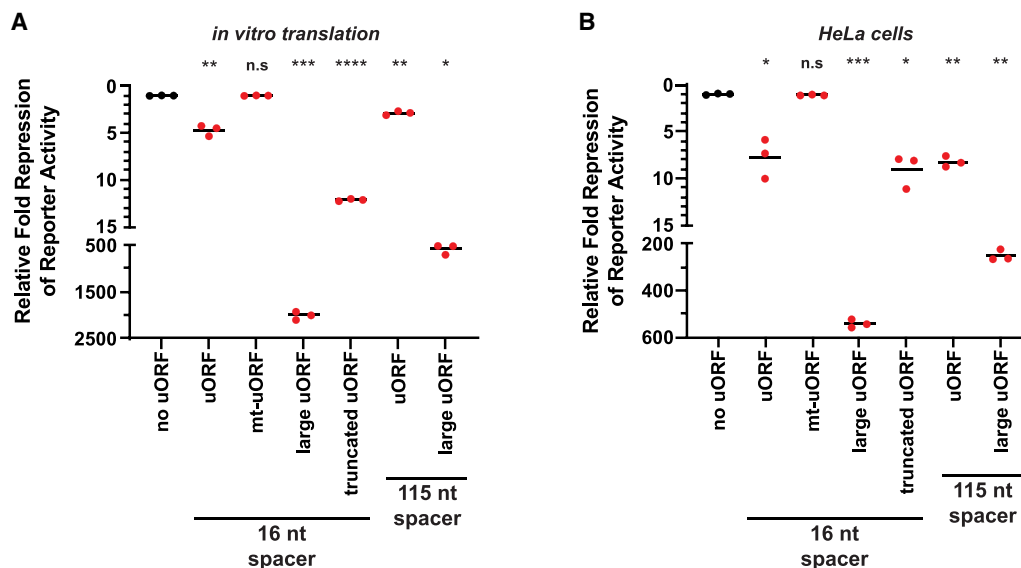 A
in vitro translation
** n.s *** **** ** *
Relative Fold Repression
of Reporter Activity
0
5
10
15
500
1500
2500
no uORF
uORF
mt-uORF
large uORF
truncated uORF
uORF
large uORF
16 nt
spacer
115 nt
spacer
B
HeLa cells
* n.s *** * ** **
Relative Fold Repression
of Reporter Activity
0
5
10
15
200
400
600
no uORF
uORF
mt-uORF
large uORF
truncated uORF
uORF
large uORF
16 nt
spacer
115 nt
spacer